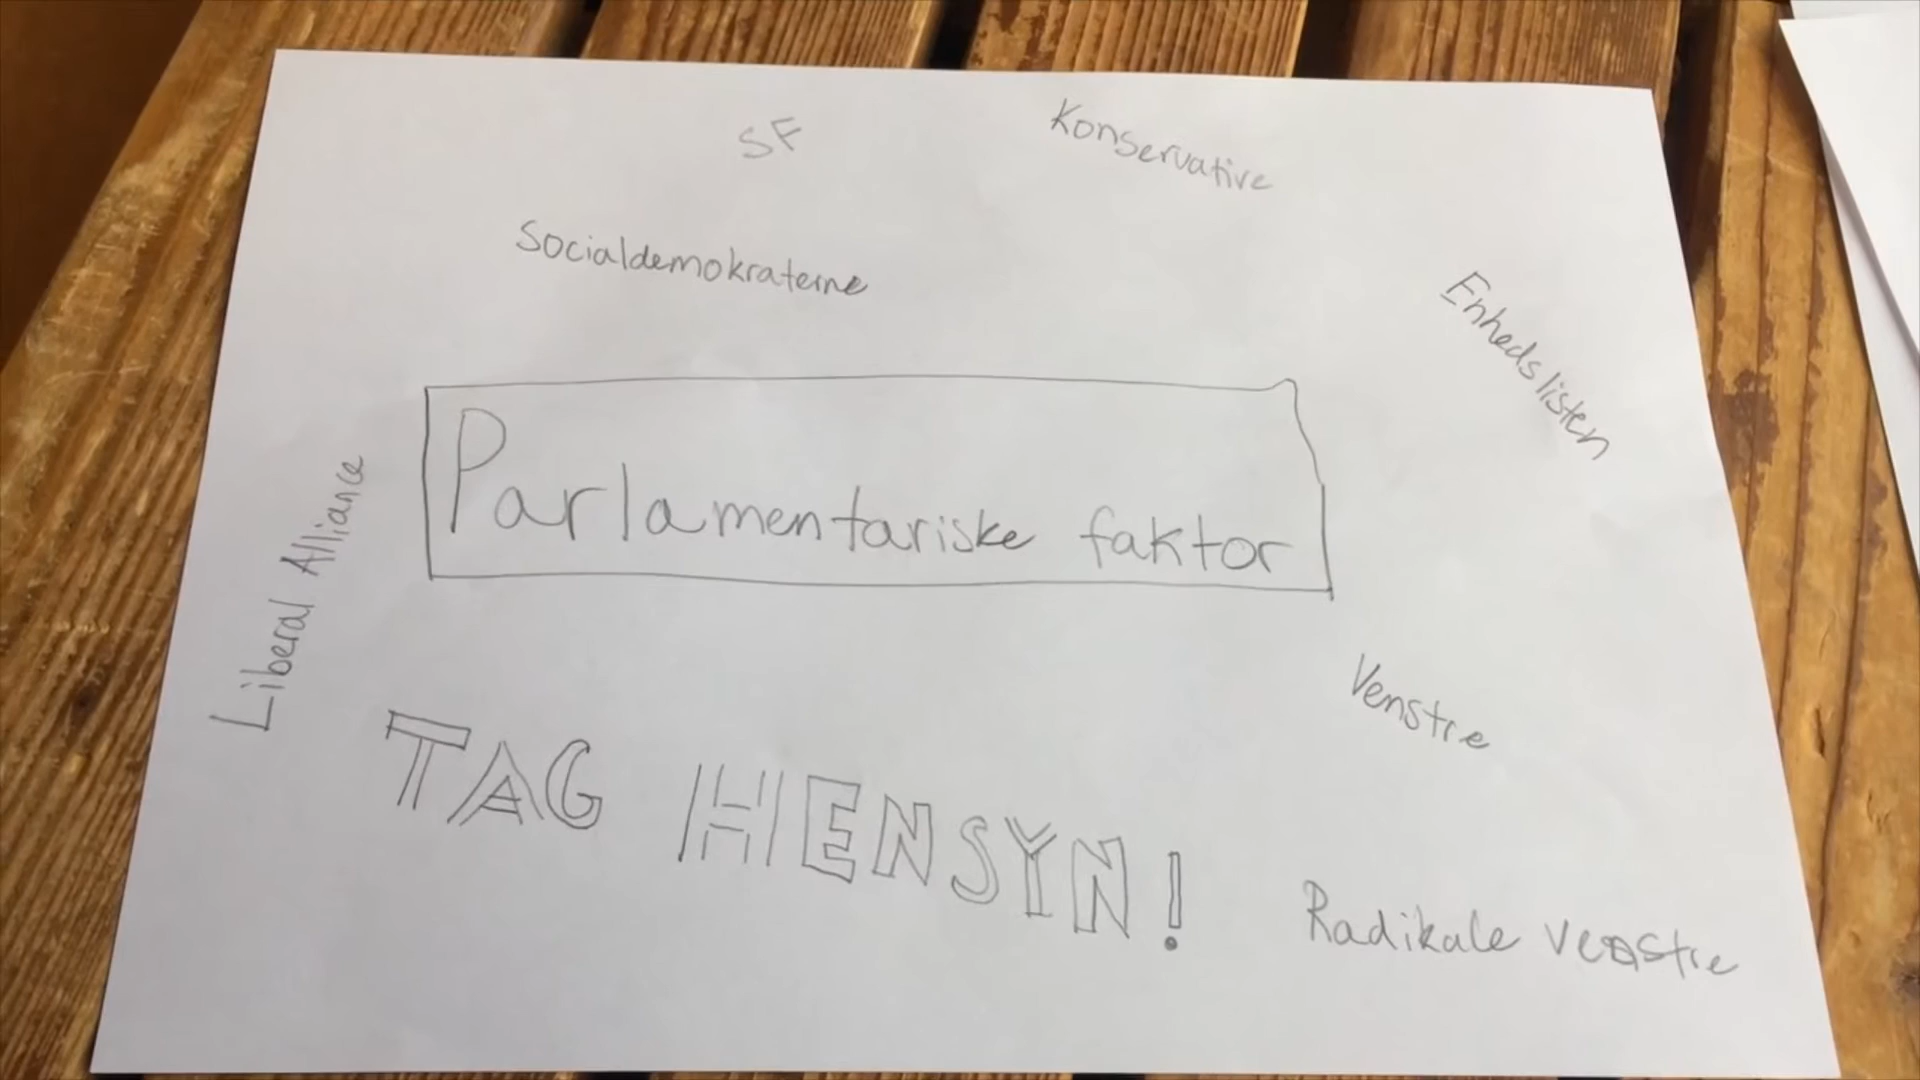 SF
Konservative
Socialdemokraterne
Enhedslisten
Parlamentariske faktor
Liberal Alliance
Venstre
TAG HENSYN!
Radikale venstre